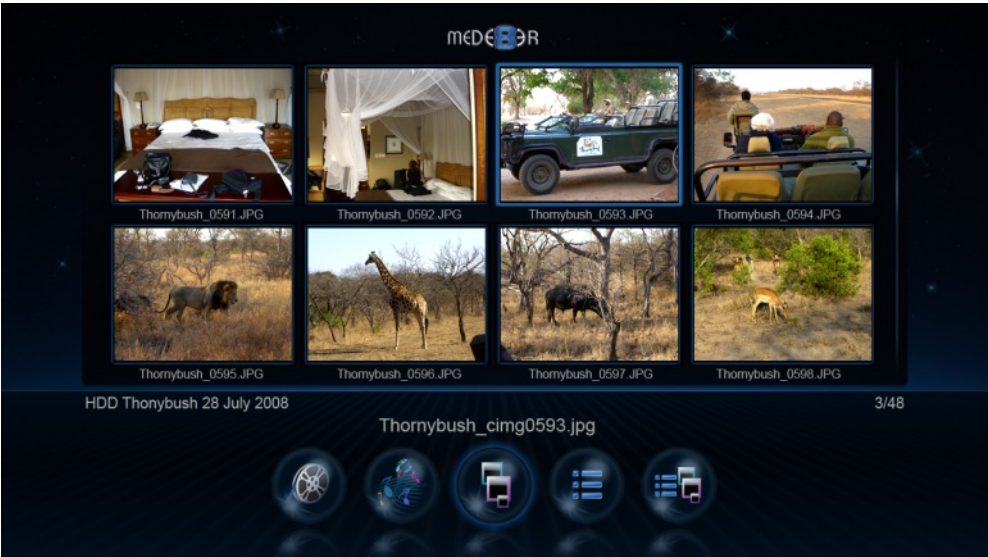 MEDE8ER
Thornybush_0591.JPG Thornybush_0592.JPG Thornybush_0593.JPG Thornybush_0594.JPG
Thornybush_0595.JPG Thornybush_0596.JPG Thornybush_0597.JPG Thornybush_0598.JPG
HDD Thonybush 28 July 2008 3/48
Thornybush_cimg0593.jpg